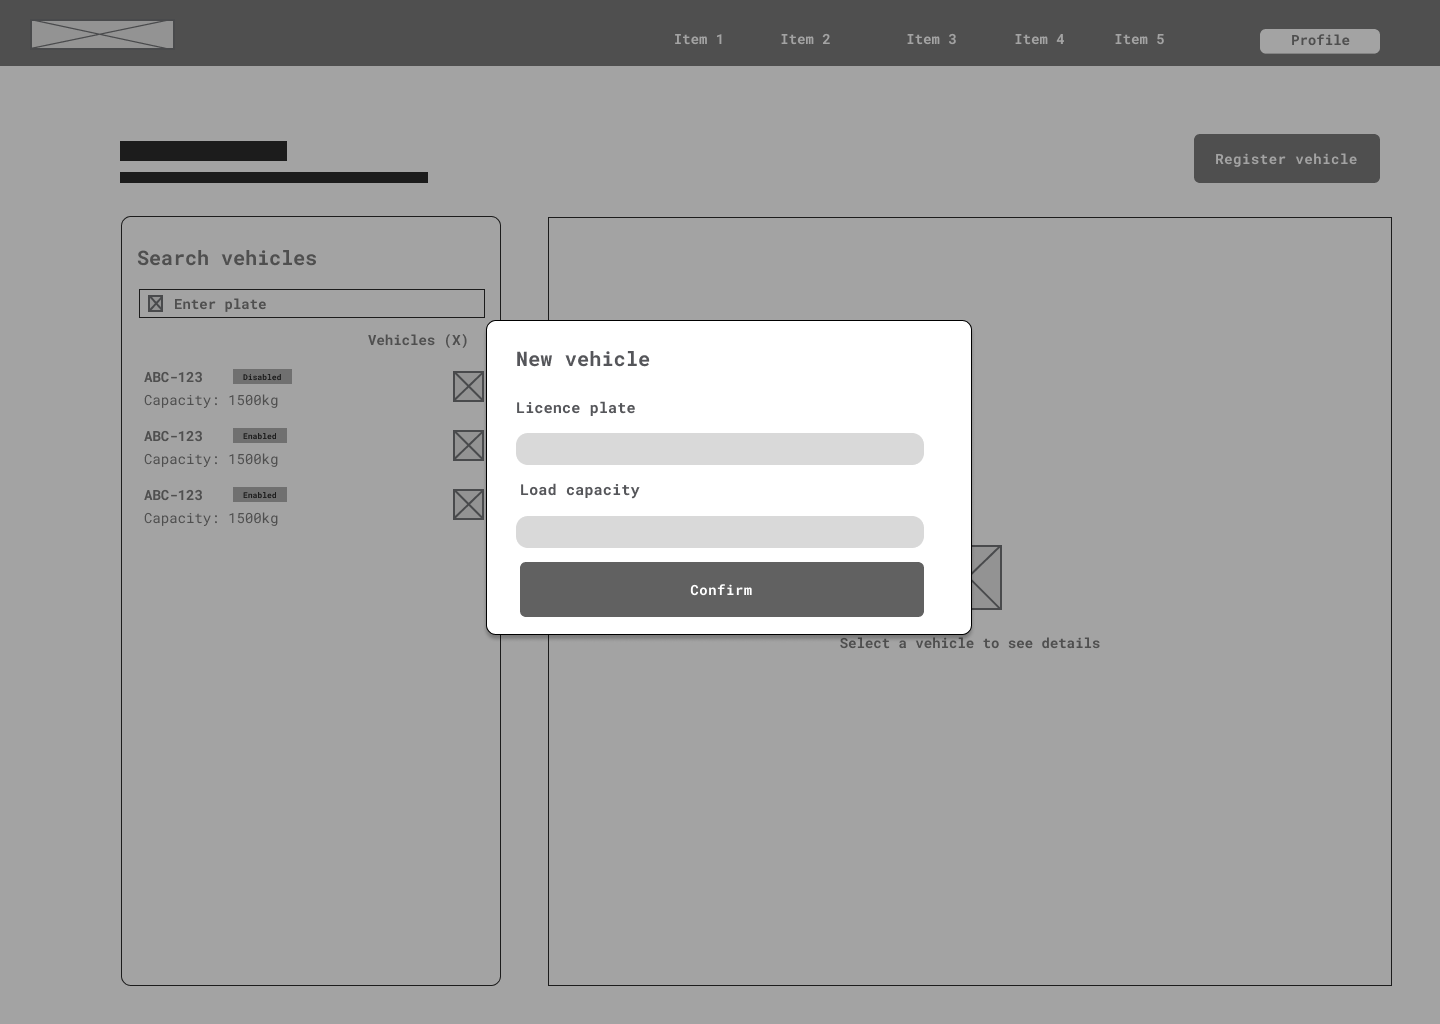 Item 1 Item 2 Item 3 Item 4 Item 5 Profile
Register vehicle
Search vehicles
Enter plate
Vehicles (X)
ABC-123 Disabled
Capacity: 1500kg
ABC-123 Enabled
Capacity: 1500kg
ABC-123 Enabled
Capacity: 1500kg
New vehicle
Licence plate
Load capacity
Confirm
Select a vehicle to see details